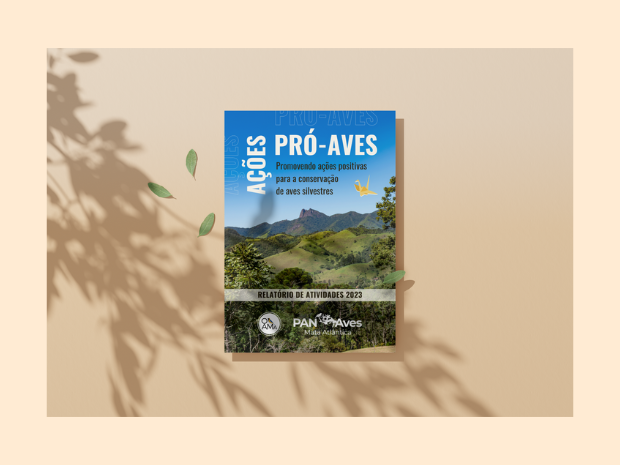 PRÓ-AVES
AÇÕES
AÇÕES
PRÓ-AVES
Promovendo ações positivas
para a conservação
de aves silvestres
RELATÓRIO DE ATIVIDADES 2023
PAN Aves
Mata Atlântica